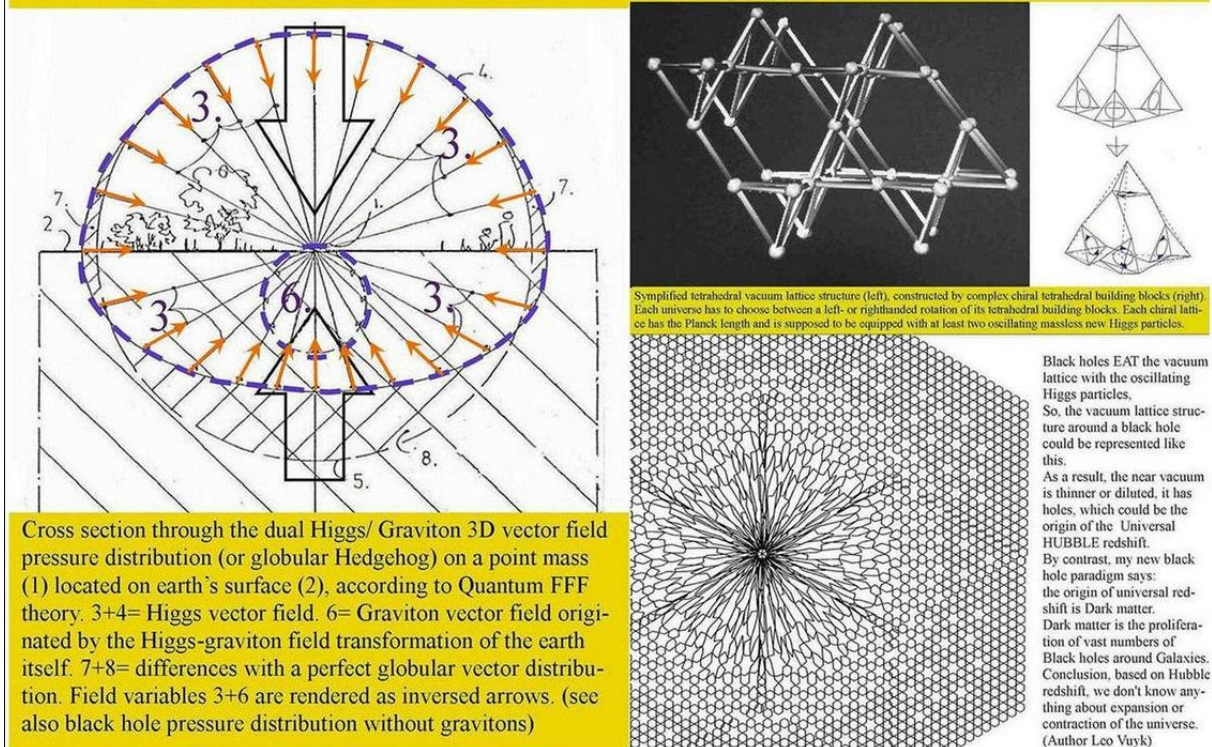 3.
4.
3.
6
7.
7.
2.
1.
6.
3
3.
8.
5.
Cross section through the dual Higgs/ Graviton 3D vector field
pressure distribution (or globular Hedgehog) on a point mass
(1) located on earth's surface (2), according to Quantum FFF
theory. 3+4= Higgs vector field. 6= Graviton vector field origi-
nated by the Higgs-graviton field transformation of the earth
itself. 7+8= differences with a perfect globular vector distribu-
tion. Field variables 3+6 are rendered as inversed arrows. (see
also black hole pressure distribution without gravitons)
Symplified tetrahedral vacuum lattice structure (left), constructed by complex chiral tetrahedral building blocks (right).
Each universe has to choose between a left- or righthanded rotation of its tetrahedral building blocks. Each chiral latti-
ce has the Planck length and is supposed to be equipped with at least two oscillating massless new Higgs particles.
Black holes EAT the vacuum
lattice with the oscillating
Higgs particles,
So, the vacuum lattice struc-
ture around a black hole
could be represented like
this.
As a result, the near vacuum
is thinner or diluted, it has
holes, which could be the
origin of the Universal
HUBBLE redshift.
By contrast, my new black
hole paradigm says:
the origin of universal red-
shift is Dark matter.
Dark matter is the prolifera-
tion of vast numbers of
Black holes around Galaxies.
Conclusion, based on Hubble
redshift, we don't know any-
thing about expansion or
contraction of the universe.
(Author Leo Vuyk)